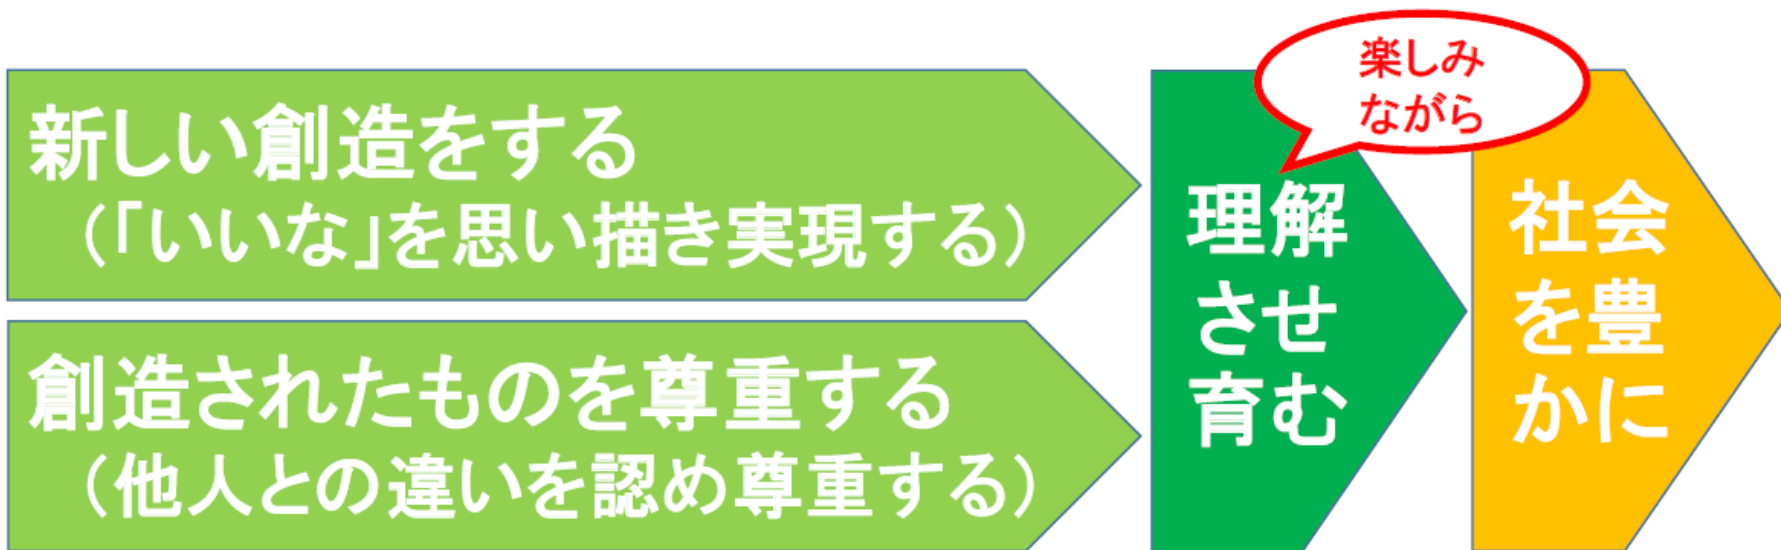 新しい創造をする
（「いいな」を思い描き実現する）
創造されたものを尊重する
（他人との違いを認め尊重する）
楽しみ
ながら
理解
させ
育む
社会
を豊
かに